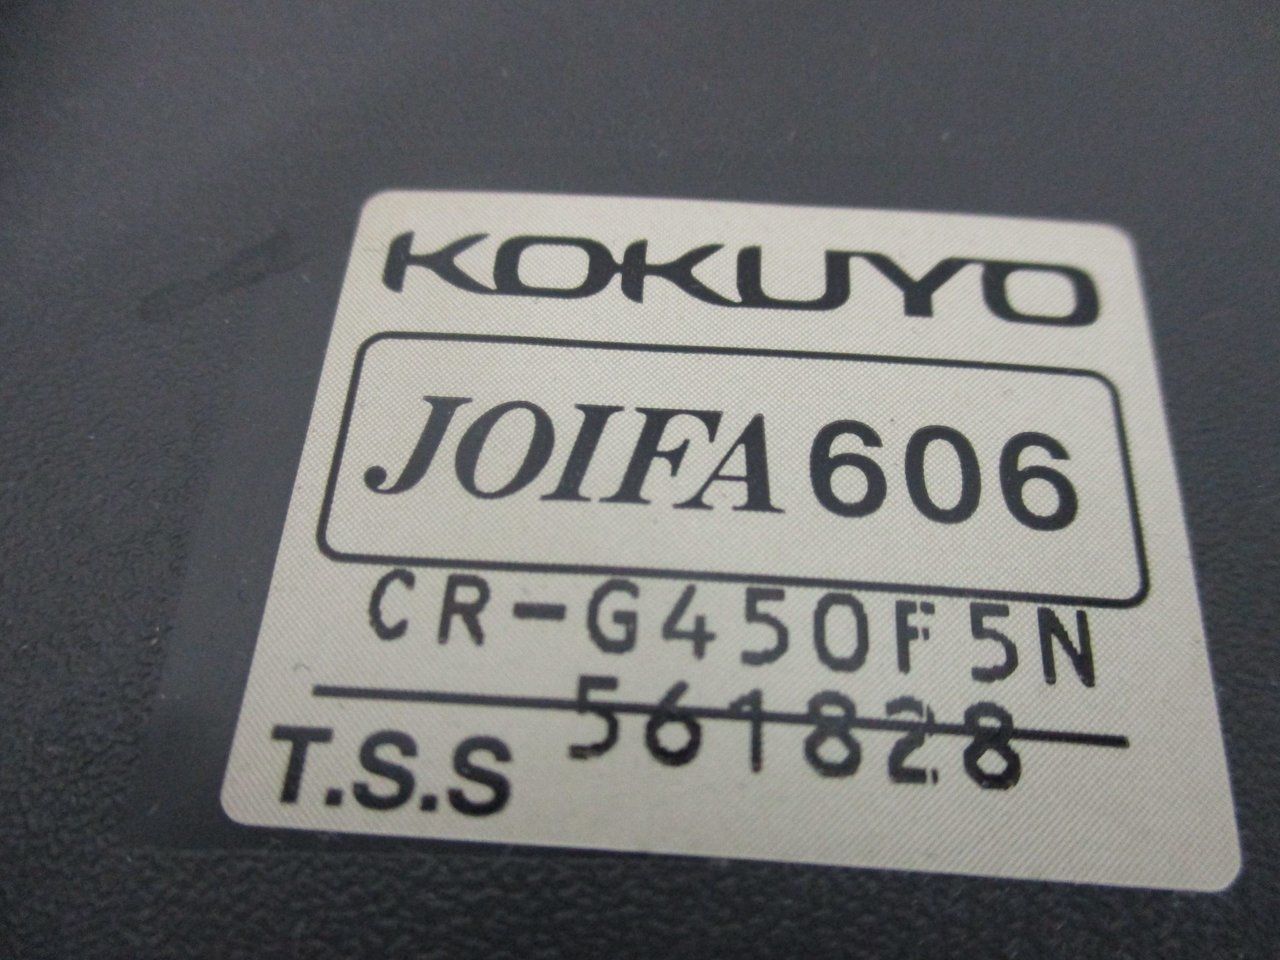 KOKUYO
JOIFA 606
CR-G450F5N
561828
T.S.S